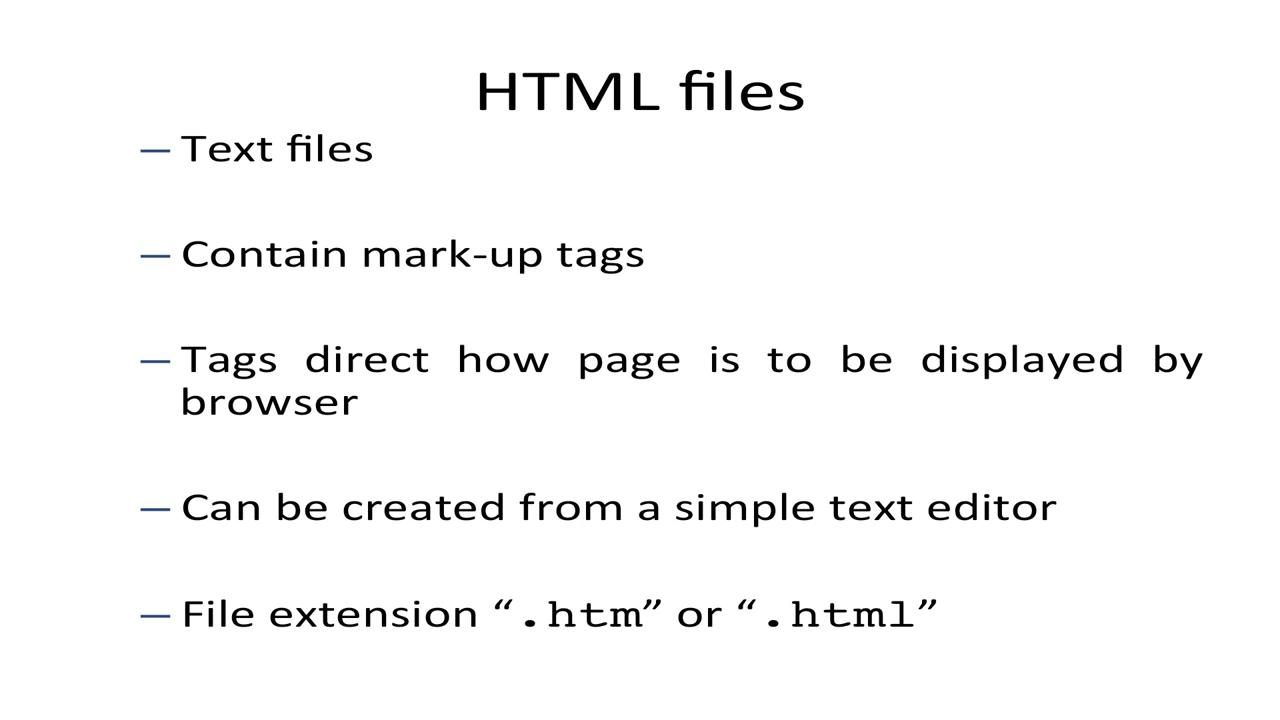 HTML files
— Text files
— Contain mark-up tags
— Tags direct how page is to be displayed by
browser
— Can be created from a simple text editor
— File extension “.htm” or “.html”